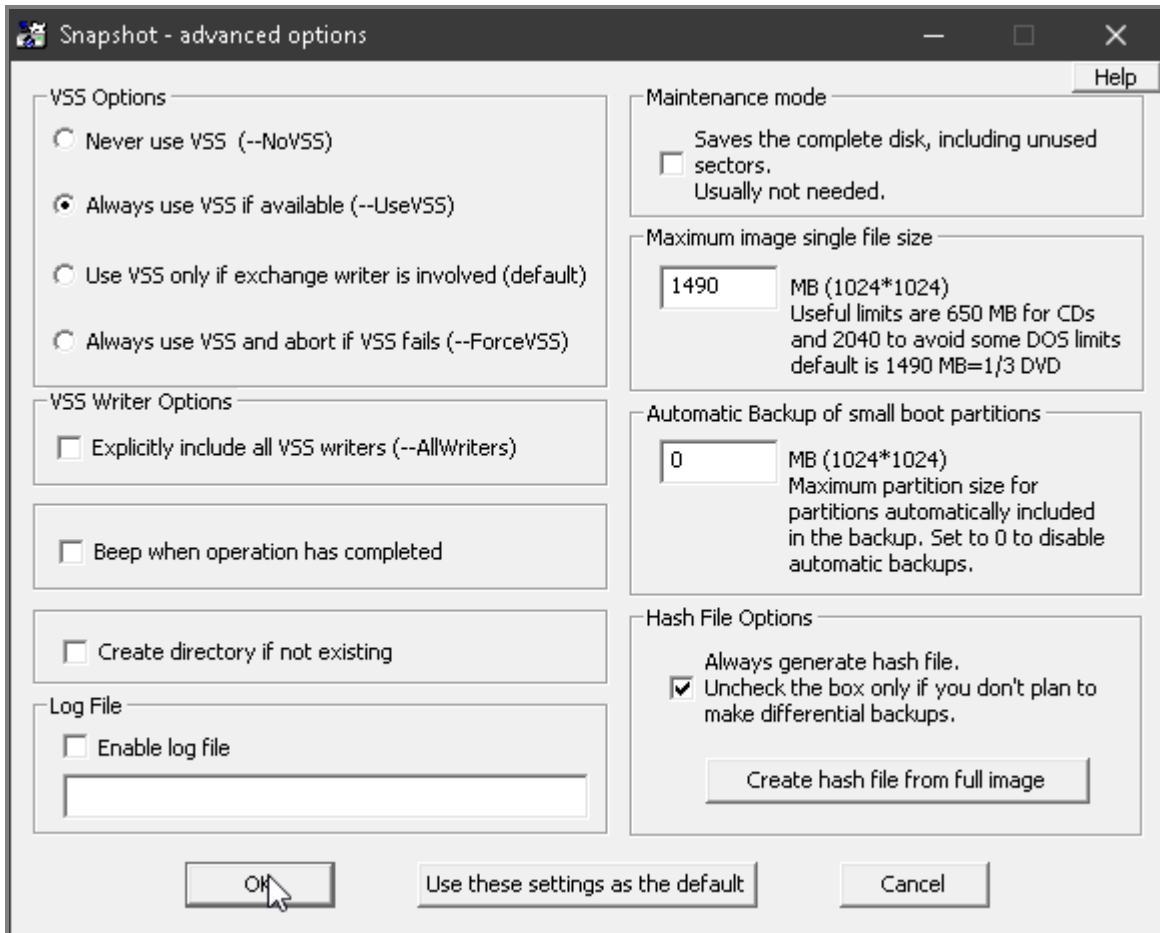 Snapshot - advanced options
Help
VSS Options
Never use VSS (--NoVSS)
Always use VSS if available (--UseVSS)
Use VSS only if exchange writer is involved (default)
Always use VSS and abort if VSS fails (--ForceVSS)
VSS Writer Options
Explicitly include all VSS writers (--AllWriters)
Beep when operation has completed
Create directory if not existing
Log File
Enable log file
Maintenance mode
Saves the complete disk, including unused
sectors.
Usually not needed.
Maximum image single file size
1490
MB (1024*1024)
Useful limits are 650 MB for CDs
and 2040 to avoid some DOS limits
default is 1490 MB=1/3 DVD
Automatic Backup of small boot partitions
0
MB (1024*1024)
Maximum partition size for
partitions automatically included
in the backup. Set to 0 to disable
automatic backups.
Hash File Options
Always generate hash file.
Uncheck the box only if you don't plan to
make differential backups.
Create hash file from full image
OK
Use these settings as the default
Cancel